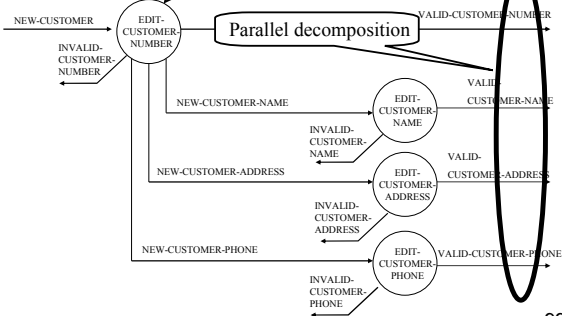 NEW-CUSTOMER
EDIT-
CUSTOMER-
NUMBER
Parallel decomposition
VALID-CUSTOMER-NUMBER
INVALID-
CUSTOMER-
NUMBER
NEW-CUSTOMER-NAME
EDIT-
CUSTOMER-
NAME
VALID-
CUSTOMER-NAME
INVALID-
CUSTOMER-
NAME
NEW-CUSTOMER-ADDRESS
EDIT-
CUSTOMER-
ADDRESS
VALID-
CUSTOMER-ADDRESS
INVALID-
CUSTOMER-
ADDRESS
NEW-CUSTOMER-PHONE
EDIT-
CUSTOMER-
PHONE
VALID-CUSTOMER-PHONE
INVALID-
CUSTOMER-
PHONE